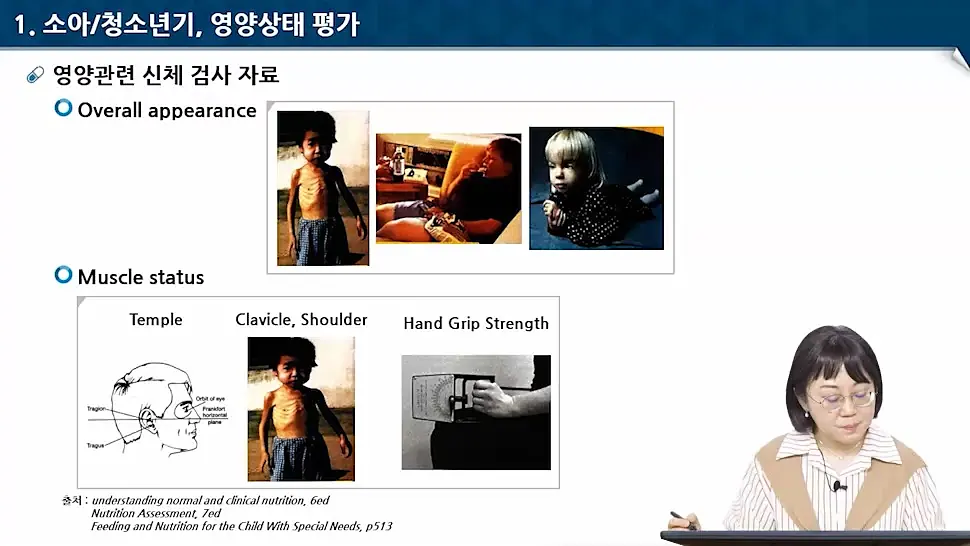 1. 소아/청소년기, 영양상태 평가
영양관련 신체 검사 자료
Overall appearance
Muscle status
Temple
Clavicle, Shoulder
Hand Grip Strength
Orbit of eye
Tragion
Frankfort
horizontal
plane
Tragus
출처 : understanding normal and clinical nutrition, 6ed
Nutrition Assessment, 7ed
Feeding and Nutrition for the Child With Special Needs, p513